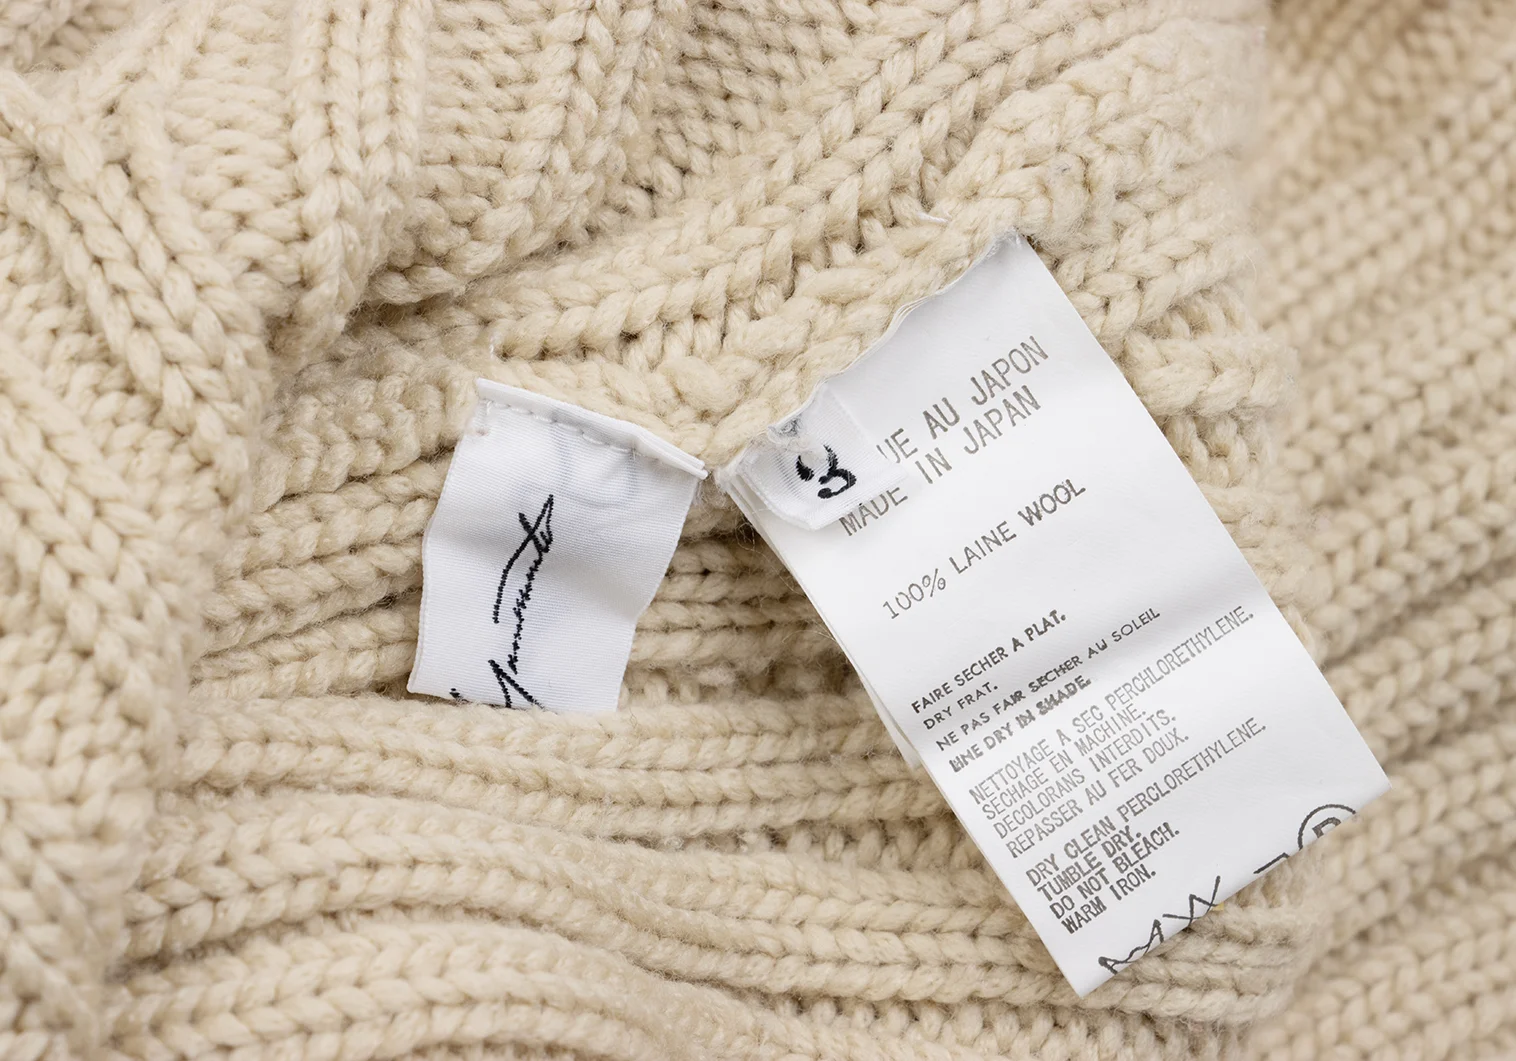 Yamamoto
3
UE AU JAPON
MADE IN JAPAN
100% LAINE WOOL
FAIRE SECHER A PLAT.
DRY FRAT.
NE PAS FAIR SECHER AU SOLEIL
LINE DRY IN SHADE.
NETTOYAGE A SEC PERCHLORETHYLENE.
SECHAGE EN MACHINE.
DECOLORANS INTERDITS.
REPASSER AU FER DOUX.
DRY CLEAN PERCLORETHYLENE.
TUMBLE DRY.
DO NOT BLEACH.
WARM IRON.